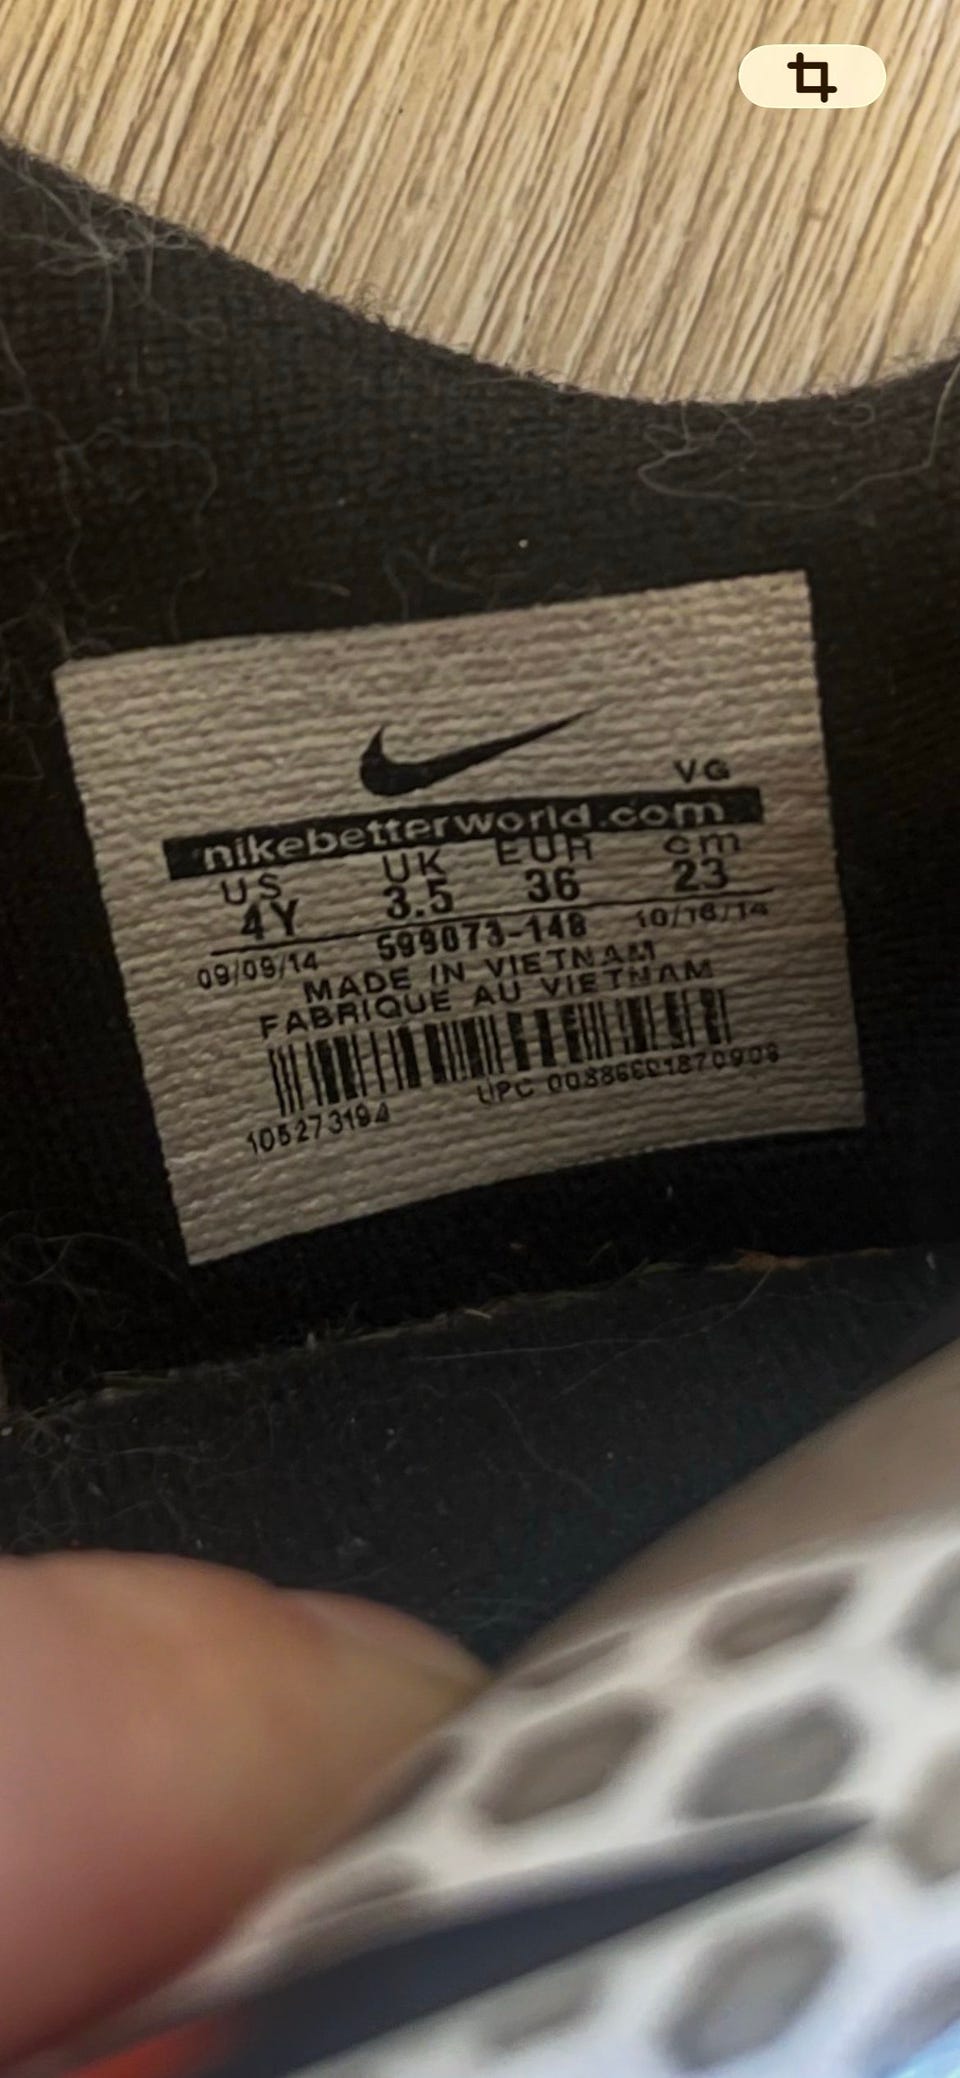 VG
nikebetterworld.com
US UK EUR cm
4Y 3.5 36 23
09/09/14 599073-148 10/16/14
MADE IN VIETNAM
FABRIQUE AU VIETNAM
105273194 UPC